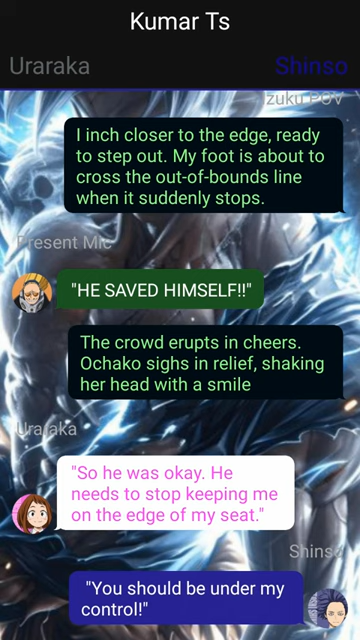 Kumar Ts
Uraraka
Shinso
Izuku POV
I inch closer to the edge, ready
to step out. My foot is about to
cross the out-of-bounds line
when it suddenly stops.
Present Mic
"HE SAVED HIMSELF!!"
The crowd erupts in cheers.
Ochako sighs in relief, shaking
her head with a smile
Uraraka
"So he was okay. He
needs to stop keeping me
on the edge of my seat."
Shinso
"You should be under my
control!"